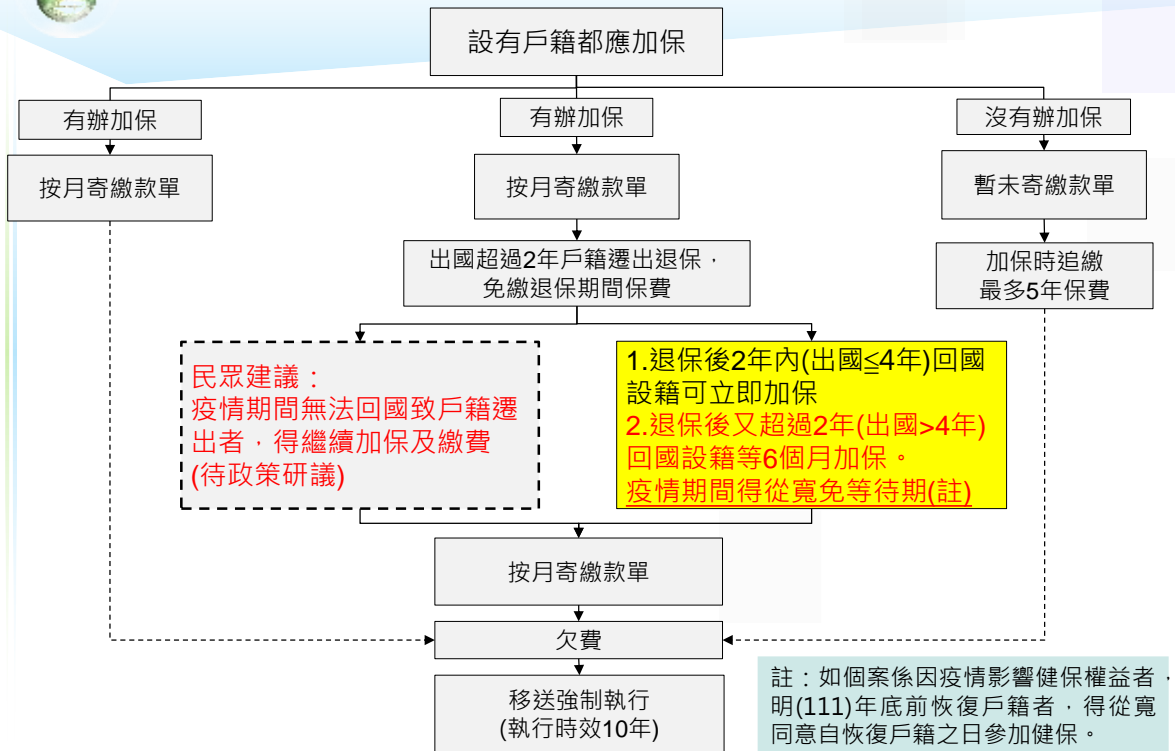 設有戶籍都應加保
有辦加保
有辦加保
沒有辦加保
按月寄繳款單
按月寄繳款單
暫未寄繳款單
出國超過2年戶籍遷出退保，
免繳退保期間保費
加保時追繳
最多5年保費
民眾建議：
疫情期間無法回國致戶籍遷
出者，得繼續加保及繳費
(待政策研議)
1.退保後2年內(出國≦4年)回國
設籍可立即加保
2.退保後又超過2年(出國>4年)
回國設籍等6個月加保。
疫情期間得從寬免等待期(註)
按月寄繳款單
欠費
移送強制執行
(執行時效10年)
註：如個案係因疫情影響健保權益者，
明(111)年底前恢復戶籍者，得從寬
同意自恢復戶籍之日參加健保。